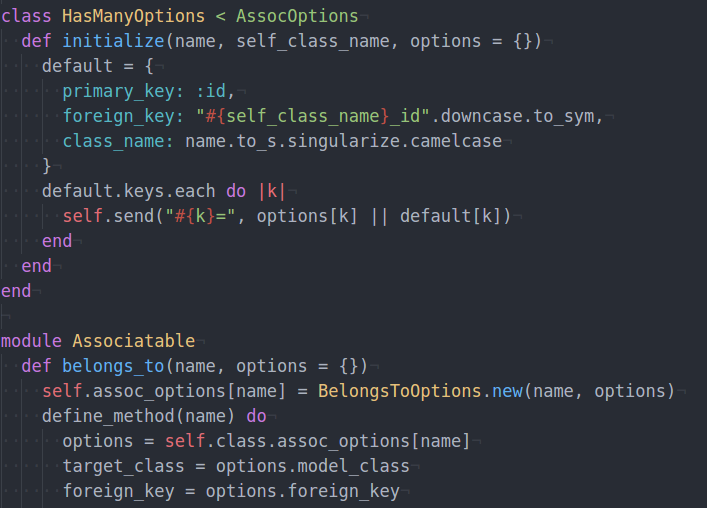 class HasManyOptions < AssocOptions
  def initialize(name, self_class_name, options = {})
    default = {
      primary_key: :id,
      foreign_key: "#{self_class_name}_id".downcase.to_sym,
      class_name: name.to_s.singularize.camelcase
    }
    default.keys.each do |k|
      self.send("#{k}=", options[k] || default[k])
    end
  end
end

module Associatable
  def belongs_to(name, options = {})
    self.assoc_options[name] = BelongsToOptions.new(name, options)
    define_method(name) do
      options = self.class.assoc_options[name]
      target_class = options.model_class
      foreign_key = options.foreign_key